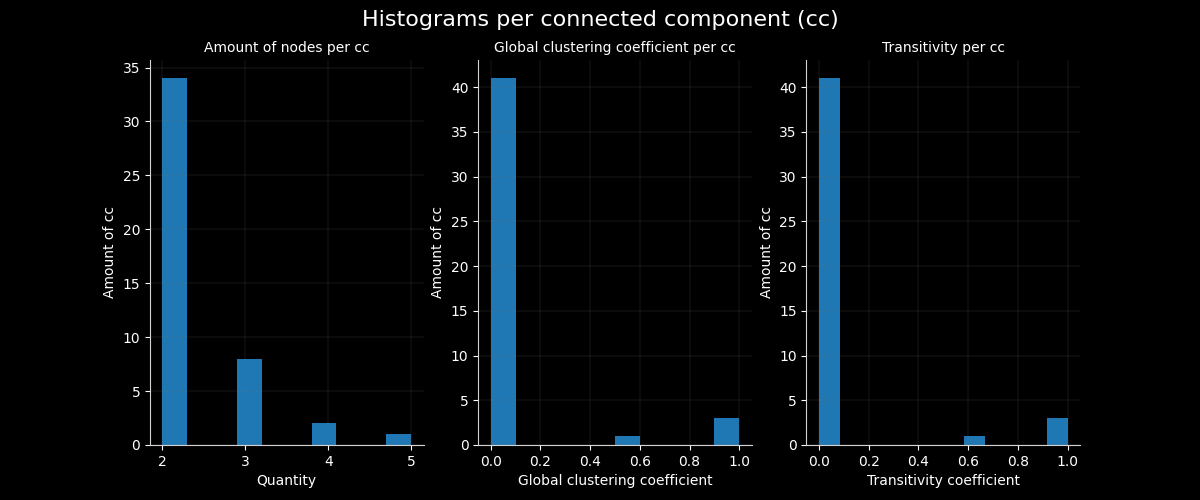 Histograms per connected component (cc)
Amount of nodes per cc
35
30
25
20
15
10
5
0
Amount of cc
2 3 4 5
Quantity
Global clustering coefficient per cc
40
35
30
25
20
15
10
5
0
Amount of cc
0.0 0.2 0.4 0.6 0.8 1.0
Global clustering coefficient
Transitivity per cc
40
35
30
25
20
15
10
5
0
Amount of cc
0.0 0.2 0.4 0.6 0.8 1.0
Transitivity coefficient